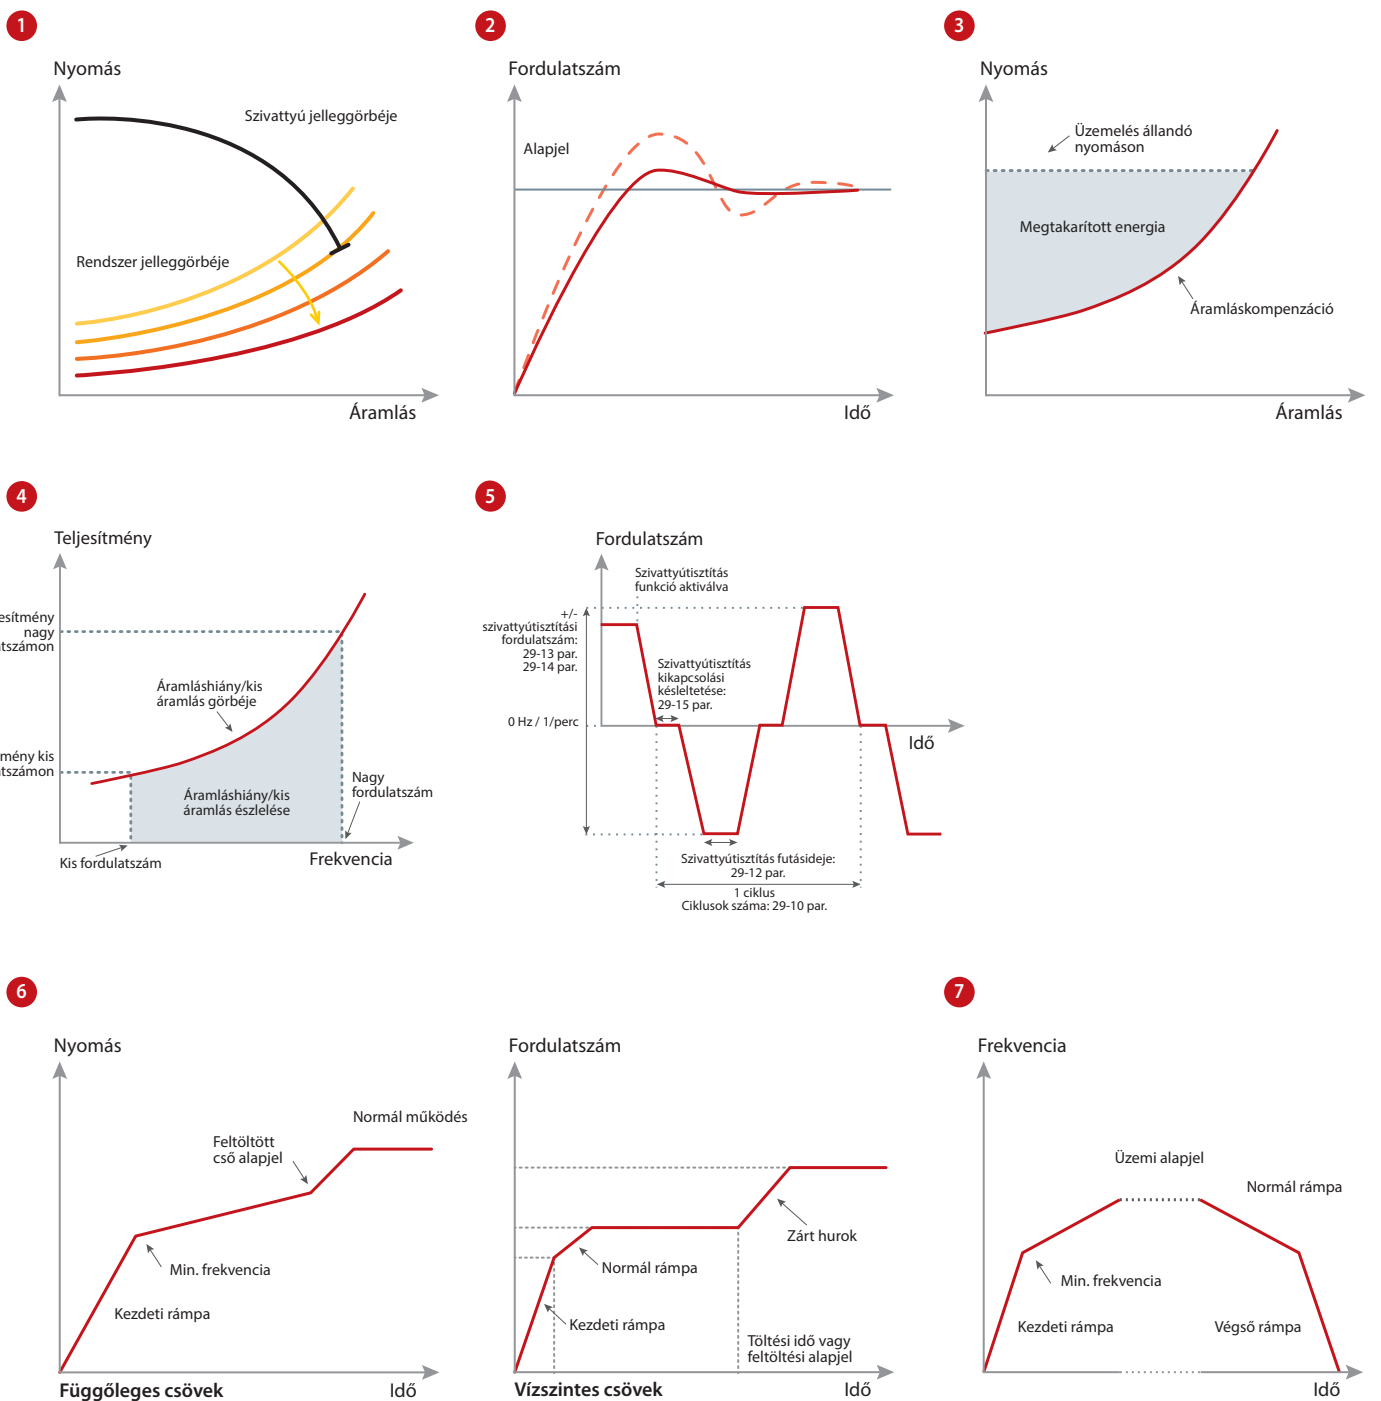 1
Nyomás
Szivattyú jelleggörbéje
Rendszer jelleggörbéje
Áramlás
2
Fordulatszám
Alapjel
Idő
3
Nyomás
Üzemelés állandó
nyomáson
Megtakarított energia
Áramláskompenzáció
Áramlás
4
Teljesítmény
esítmény
nagy
atszámon
Áramláshiány/kis
áramlás görbéje
mény kis
atszámon
Áramláshiány/kis
áramlás észlelése
Nagy
fordulatszám
Kis fordulatszám
Frekvencia
5
Fordulatszám
Szivattyútisztítás
funkció aktiválva
+/-
szivattyútisztítási
fordulatszám:
29-13 par.
29-14 par.
Szivattyútisztítás
kikapcsolási
késleltetése:
29-15 par.
0 Hz / 1/perc
Idő
Szivattyútisztítás futásideje:
29-12 par.
1 ciklus
Ciklusok száma: 29-10 par.
6
Nyomás
Normál működés
Feltöltött
cső alapjel
Min. frekvencia
Kezdeti rámpa
Függőleges csövek
Idő
Fordulatszám
Zárt hurok
Normál rámpa
Kezdeti rámpa
Töltési idő vagy
feltöltési alapjel
Vízszintes csövek
Idő
7
Frekvencia
Üzemi alapjel
Normál rámpa
Min. frekvencia
Kezdeti rámpa
Végső rámpa
Idő